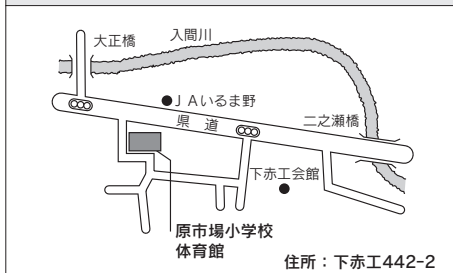 大正橋
入間川
ＪＡいるま野
県道
二之瀬橋
下赤工会館
原市場小学校
体育館
住所：下赤工442-2